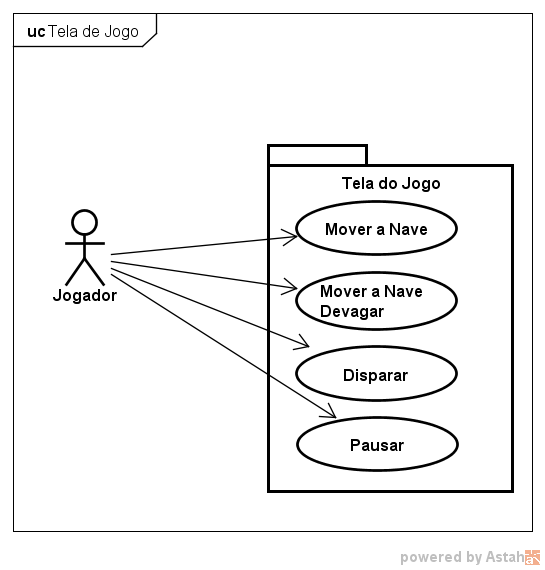 uc Tela de Jogo
Tela do Jogo
Mover a Nave
Mover a Nave
Devagar
Jogador
Disparar
Pausar
powered by Astah